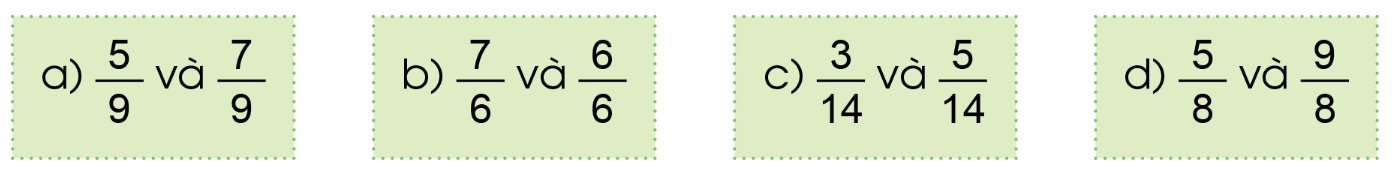 a) 5/9 và 7/9
b) 7/6 và 6/6
c) 3/14 và 5/14
d) 5/8 và 9/8